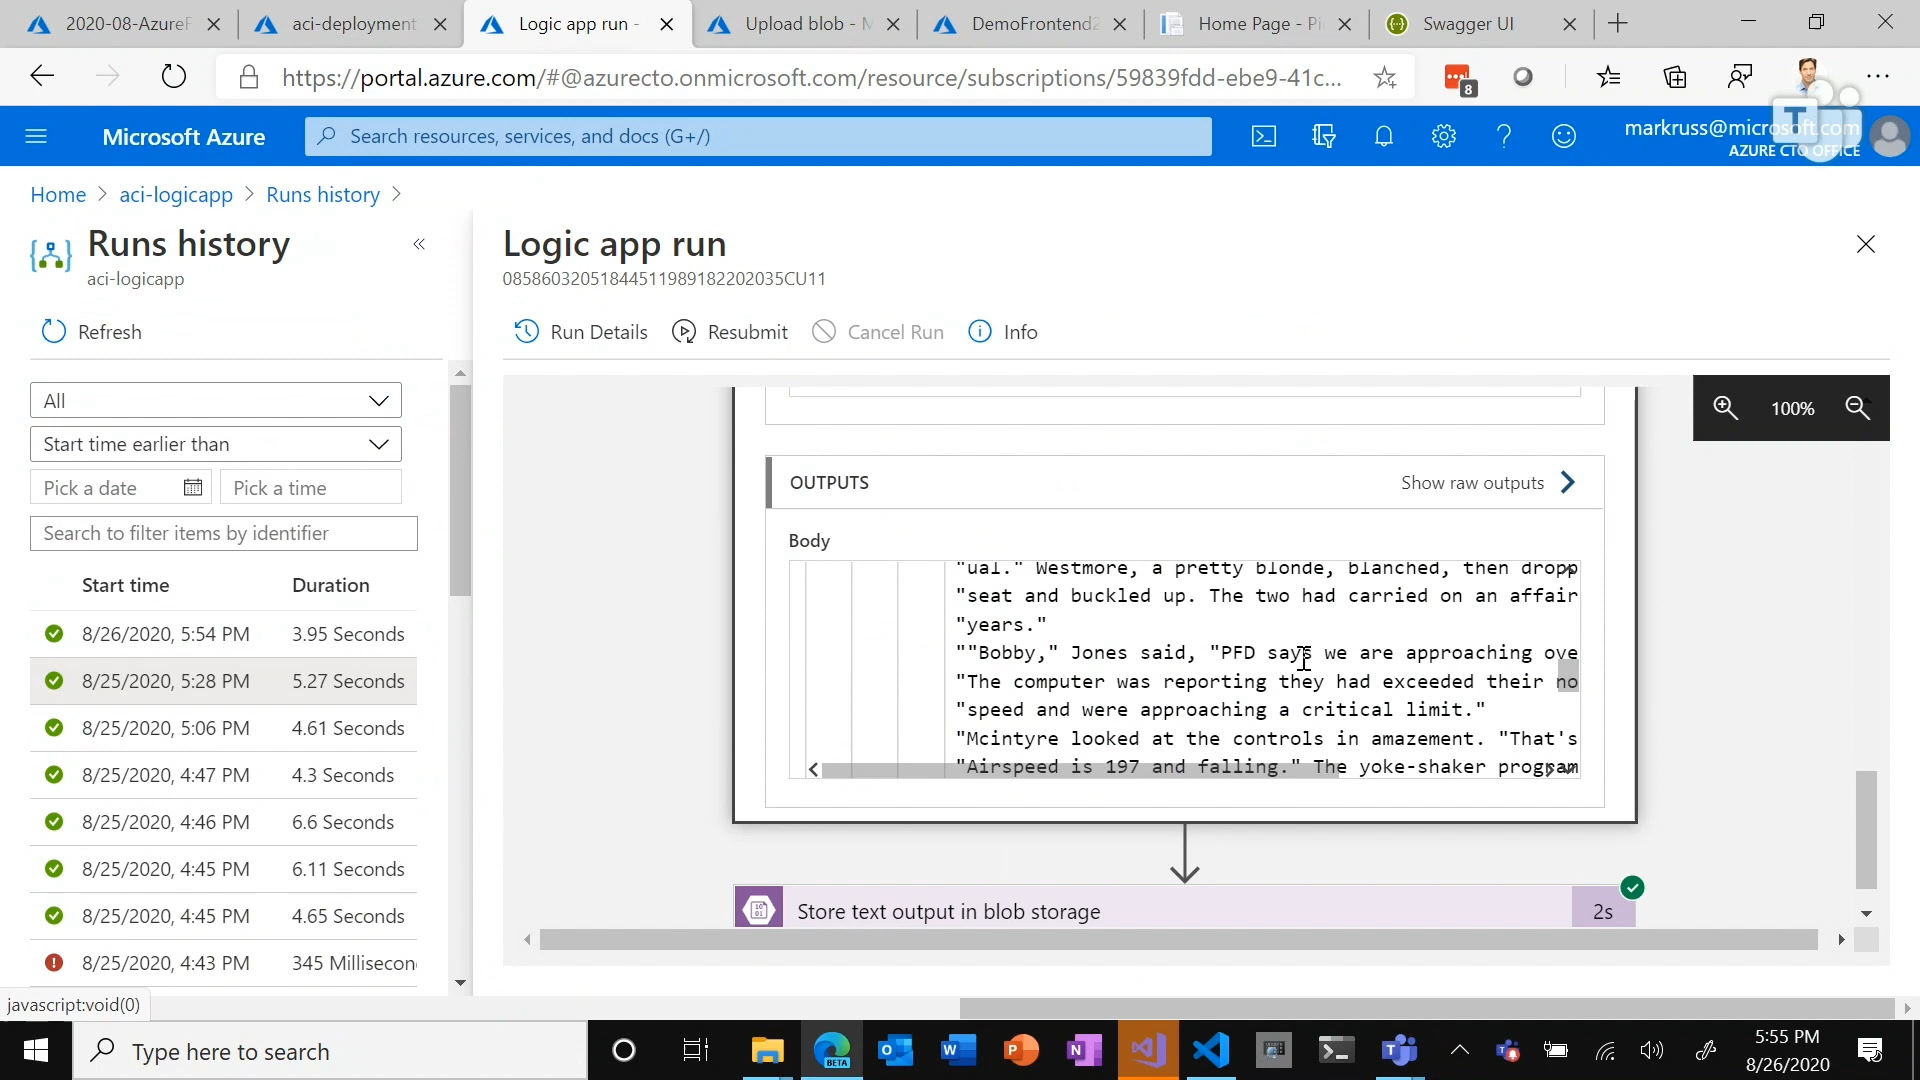 2020-08-AzureF
aci-deployment
Logic app run -
Upload blob - M
DemoFrontend2
Home Page - Pi
Swagger UI
https://portal.azure.com/#@azurecto.onmicrosoft.com/resource/subscriptions/59839fdd-ebe9-41c...
8
Microsoft Azure
Search resources, services, and docs (G+/)
markruss@microsoft.com
AZURE CTO OFFICE
T
Home > aci-logicapp > Runs history >
Runs history
aci-logicapp
Refresh
All
Start time earlier than
Pick a date
Pick a time
Search to filter items by identifier
Start time Duration
8/26/2020, 5:54 PM 3.95 Seconds
8/25/2020, 5:28 PM 5.27 Seconds
8/25/2020, 5:06 PM 4.61 Seconds
8/25/2020, 4:47 PM 4.3 Seconds
8/25/2020, 4:46 PM 6.6 Seconds
8/25/2020, 4:45 PM 6.11 Seconds
8/25/2020, 4:45 PM 4.65 Seconds
8/25/2020, 4:43 PM 345 Millisecon
Logic app run
08586032051844511989182202035CU11
Run Details Resubmit Cancel Run Info
100%
OUTPUTS
Show raw outputs
Body
"ual." Westmore, a pretty blonde, blanched, then dropp
"seat and buckled up. The two had carried on an affair
"years."
""Bobby," Jones said, "PFD says we are approaching ove
"The computer was reporting they had exceeded their no
"speed and were approaching a critical limit."
"Mcintyre looked at the controls in amazement. "That's
"Airspeed is 197 and falling." The yoke-shaker program
Store text output in blob storage
2s
javascript:void(0)
Type here to search
BETA
5:55 PM
8/26/2020